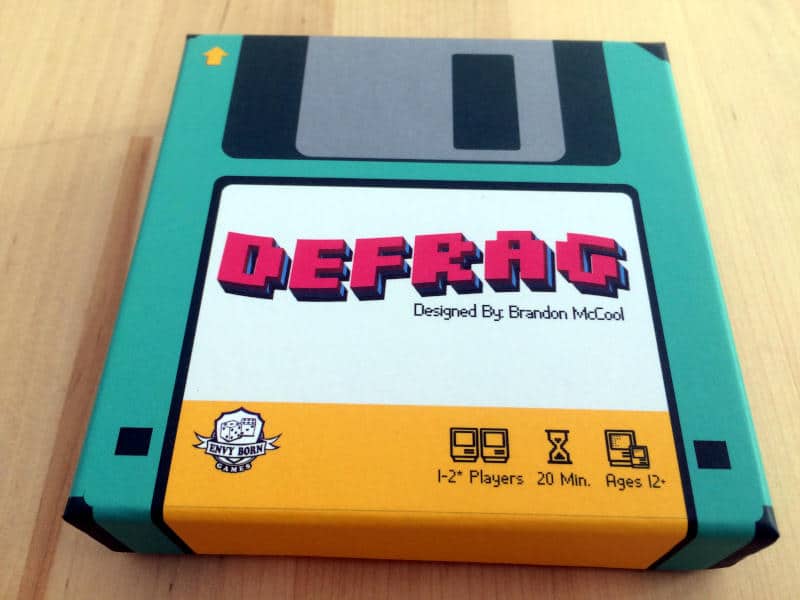 DEFRAG
Designed By: Brandon McCool
ENVY BORN
GAMES
1-2* Players 20 Min. Ages 12+